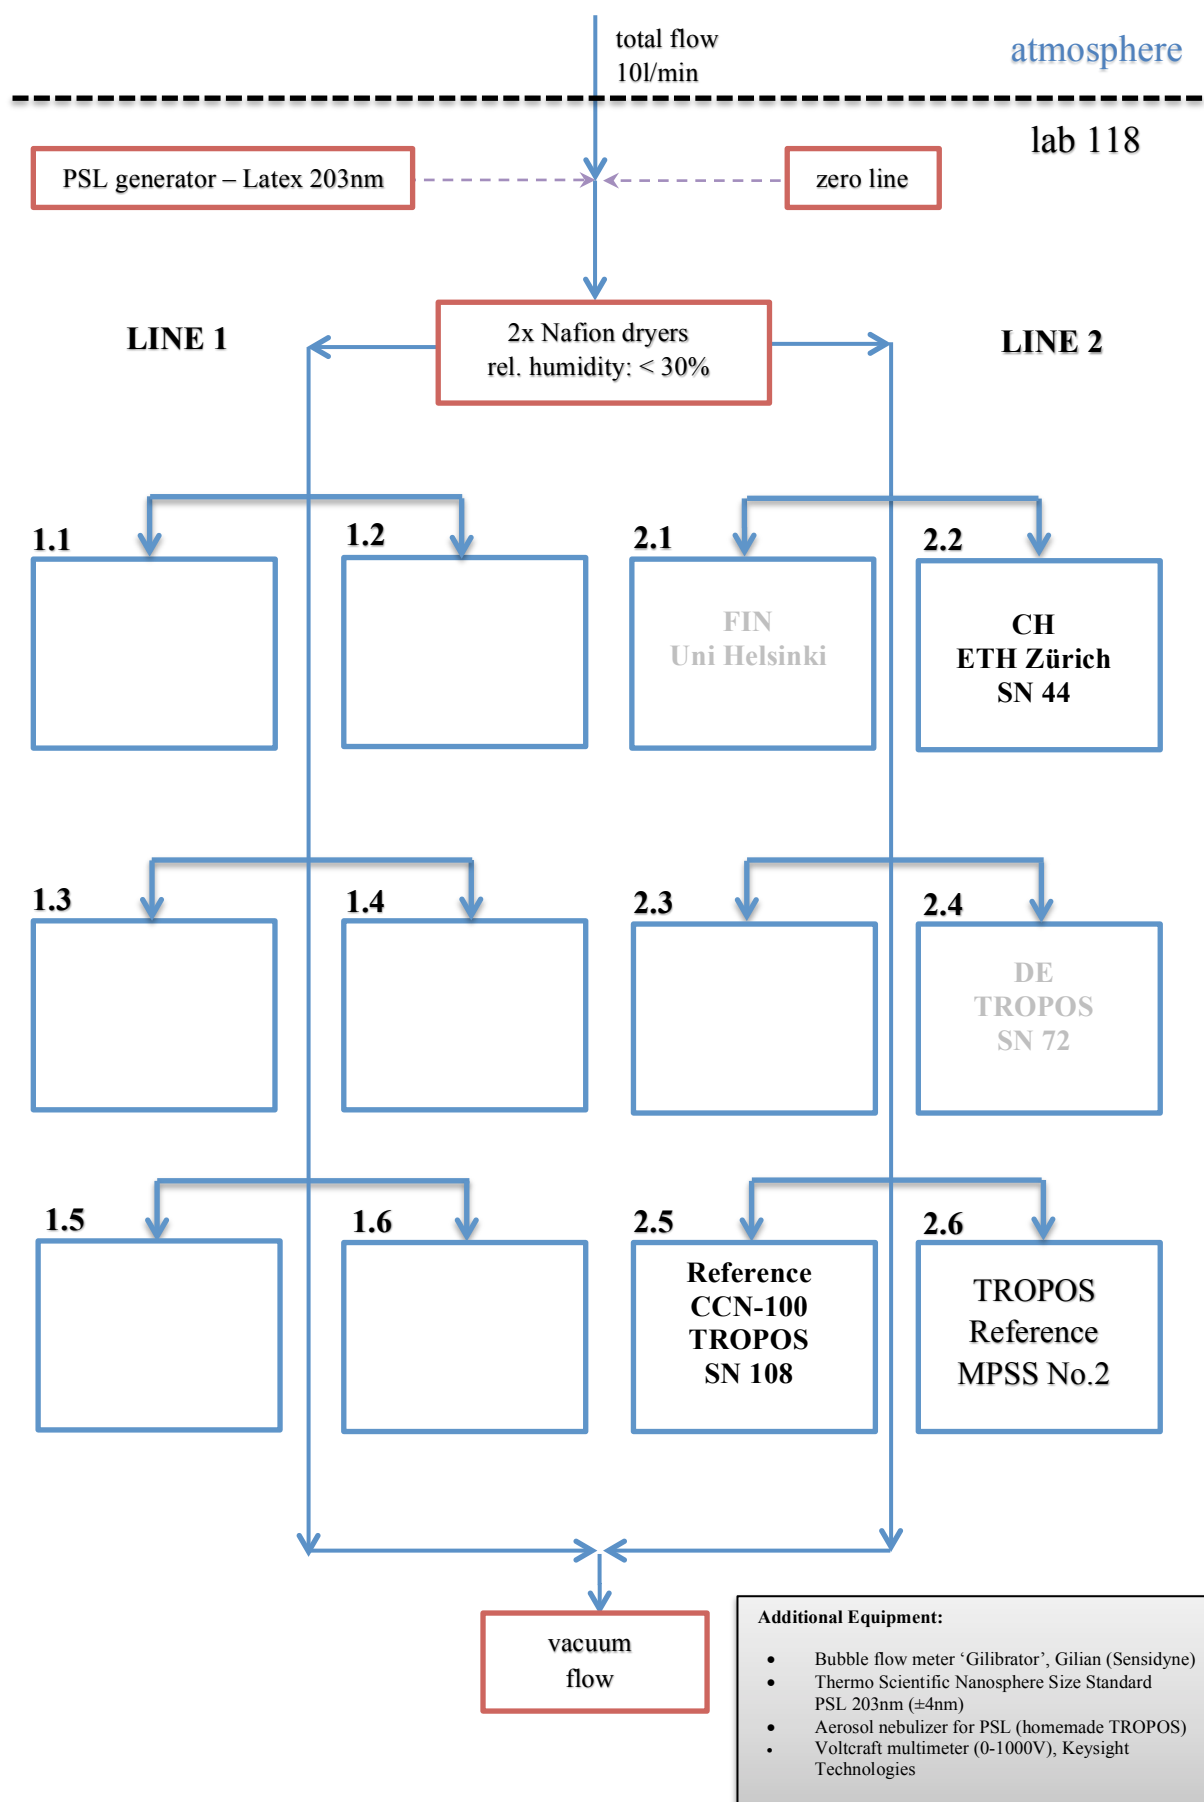 total flow
10l/min
atmosphere
lab 118
PSL generator – Latex 203nm
zero line
LINE 1
2x Nafion dryers
rel. humidity: < 30%
LINE 2
1.1
1.2
2.1
2.2
FIN
Uni Helsinki
CH
ETH Zürich
SN 44
1.3
1.4
2.3
2.4
DE
TROPOS
SN 72
1.5
1.6
2.5
2.6
Reference
CCN-100
TROPOS
SN 108
TROPOS
Reference
MPSS No.2
vacuum
flow
Additional Equipment:
• Bubble flow meter ‘Gilibrator’, Gilian (Sensidyne)
• Thermo Scientific Nanosphere Size Standard
PSL 203nm (±4nm)
• Aerosol nebulizer for PSL (homemade TROPOS)
• Voltcraft multimeter (0-1000V), Keysight
Technologies